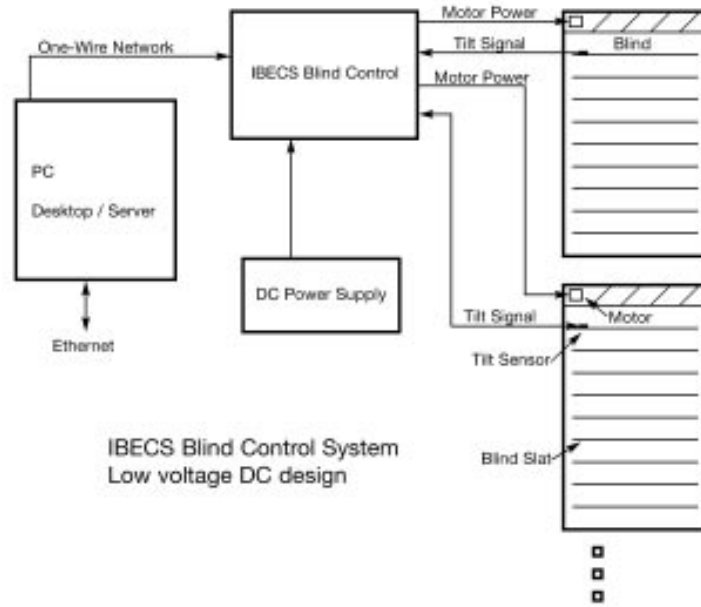 Motor Power
One-Wire Network
Tilt Signal
Blind
IBECS Blind Control
Motor Power
PC
Desktop / Server
DC Power Supply
Motor
Tilt Signal
Ethernet
Tilt Sensor
IBECS Blind Control System
Low voltage DC design
Blind Slat